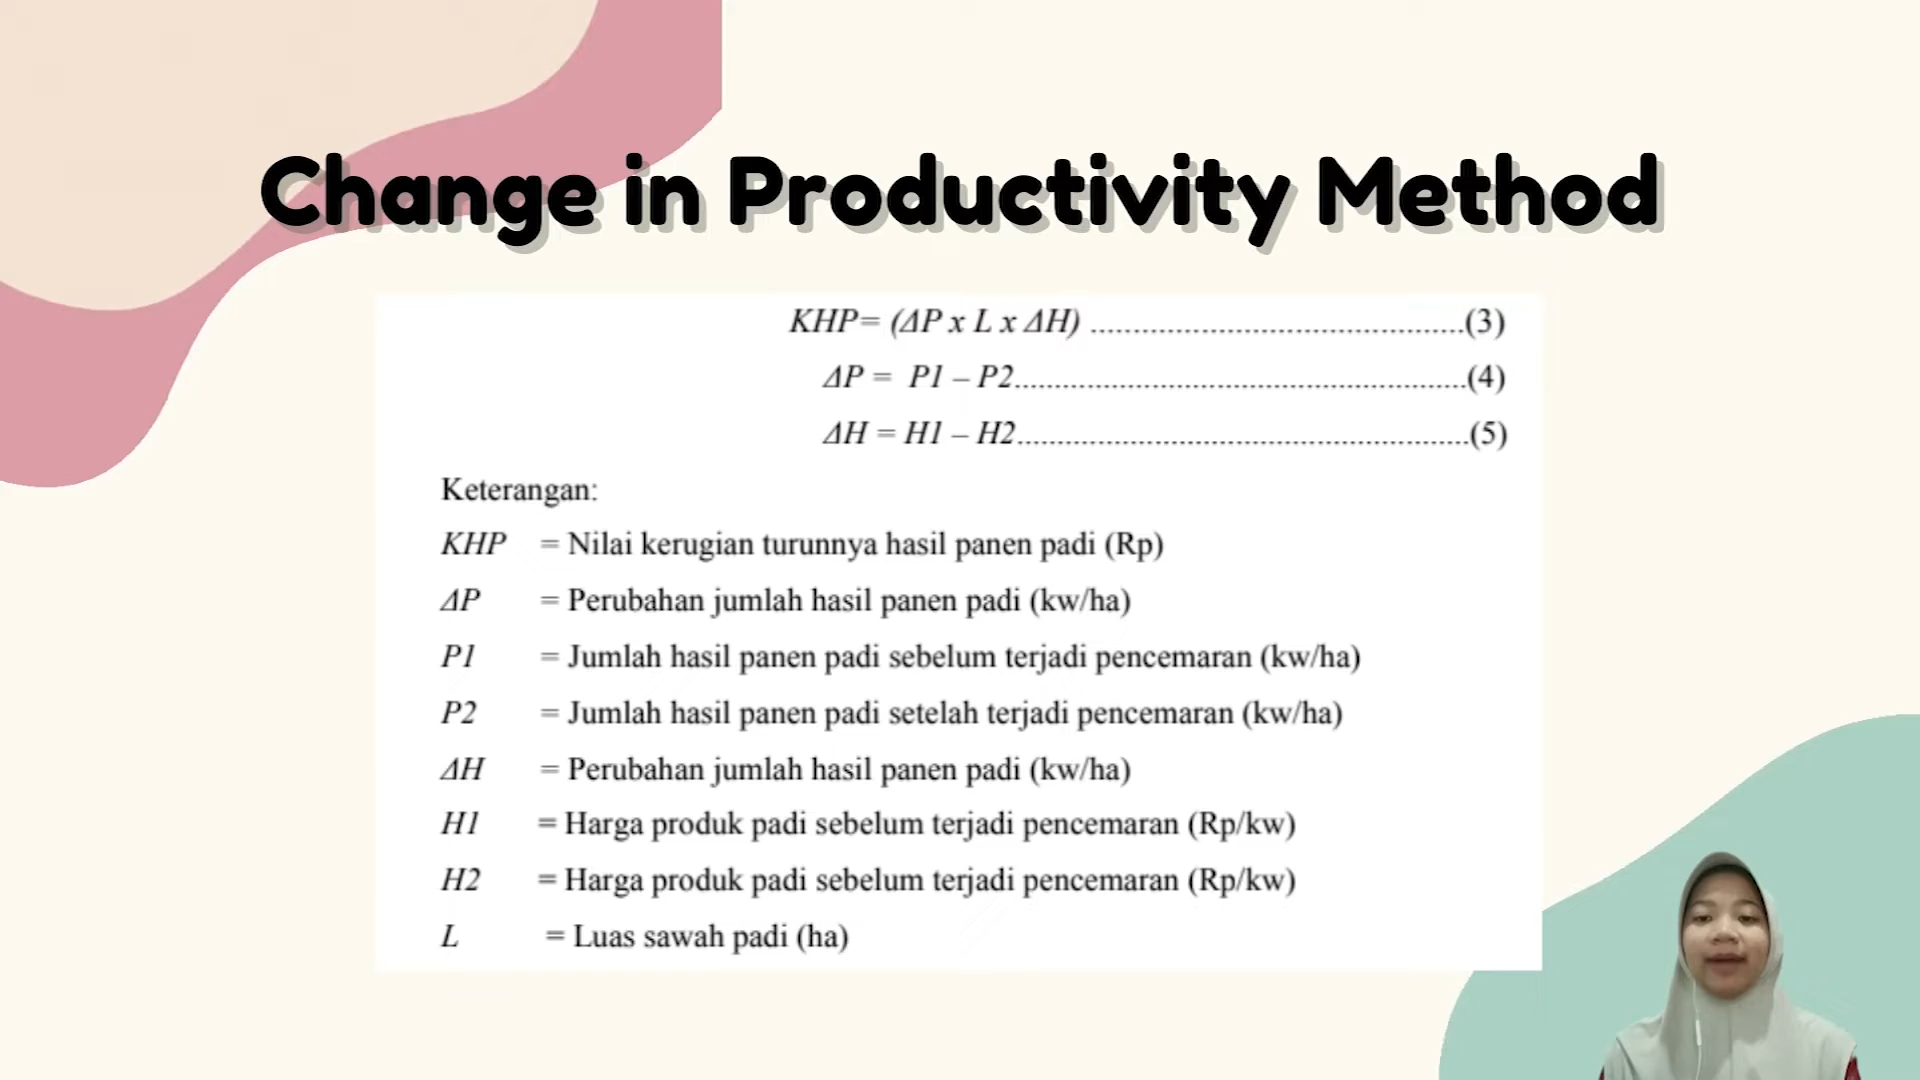 Change in Productivity Method
KHP= (ΔP x L x ΔH) ............................................(3)
ΔP = P1 – P2......................................................(4)
ΔH = H1 – H2......................................................(5)
Keterangan:
KHP = Nilai kerugian turunnya hasil panen padi (Rp)
ΔP = Perubahan jumlah hasil panen padi (kw/ha)
P1 = Jumlah hasil panen padi sebelum terjadi pencemaran (kw/ha)
P2 = Jumlah hasil panen padi setelah terjadi pencemaran (kw/ha)
ΔH = Perubahan jumlah hasil panen padi (kw/ha)
H1 = Harga produk padi sebelum terjadi pencemaran (Rp/kw)
H2 = Harga produk padi sebelum terjadi pencemaran (Rp/kw)
L = Luas sawah padi (ha)